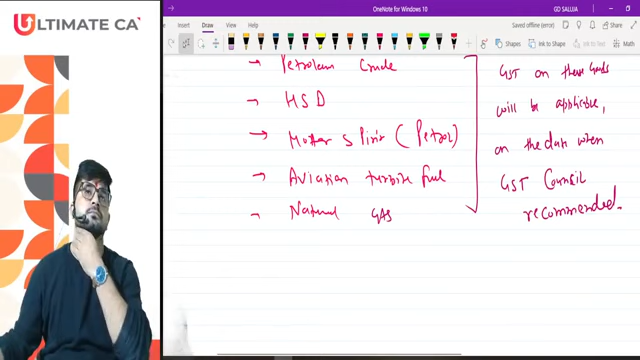 ULTIMATE CA
OneNote for Windows 10
GD SALUJA
Insert
Draw
View
Help
Saved offline (error)
Shapes
Ink to Shape
Ink to Text
Math
→ Petroleum Crude
→ HSD
→ Motter Spirit (Petrol)
→ Aviation turbine fuel
→ Natural GAS
GST on these Goods
will be applicable,
on the date when
GST Council
recommended.